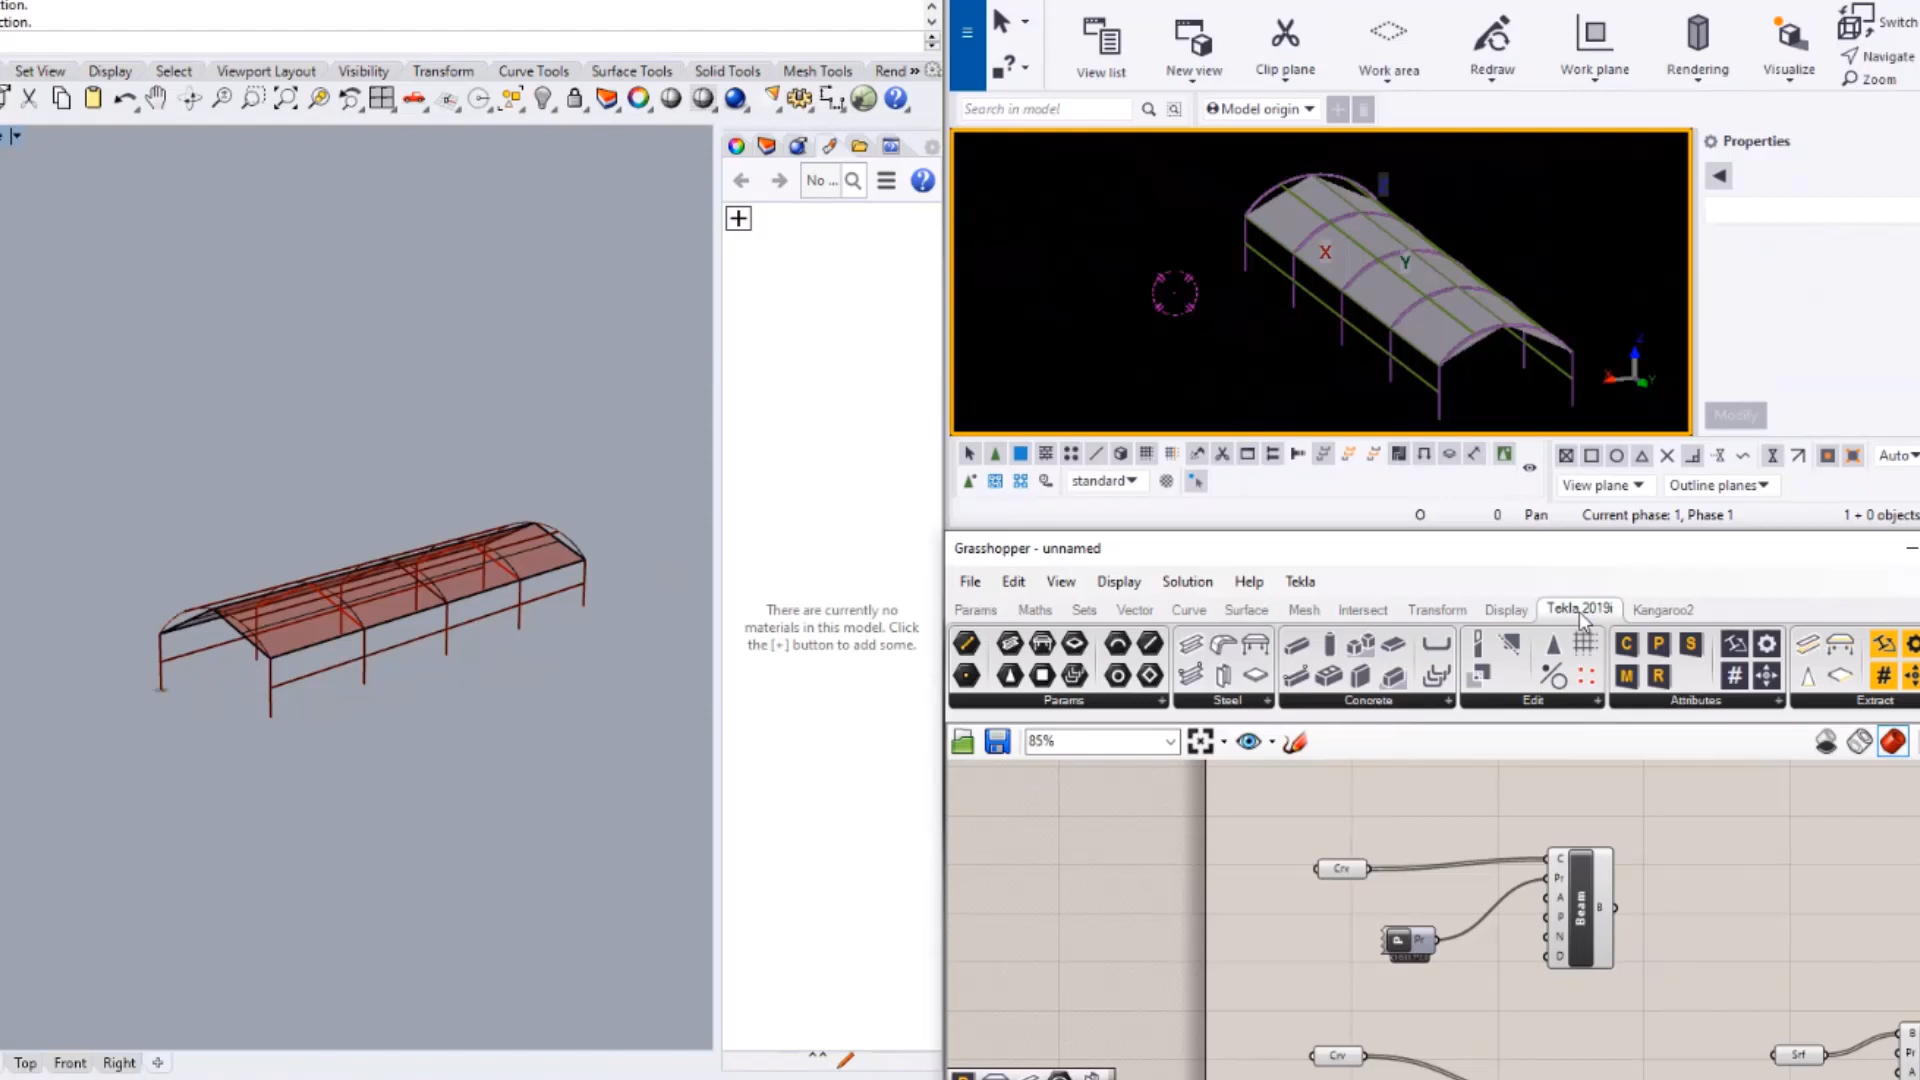 tion.
ction.
Set View Display Select Viewport Layout Visibility Transform Curve Tools Surface Tools Solid Tools Mesh Tools Rend »
No ...
There are currently no
materials in this model. Click
the [+] button to add some.
Top Front Right
View list New view Clip plane Work area Redraw Work plane Rendering Visualize
Switch
Navigate
Zoom
Search in model Model origin
Properties
X Y
Modify
Auto
standard
View plane Outline planes
O 0 Pan Current phase: 1, Phase 1 1 + 0 objects
Grasshopper - unnamed
File Edit View Display Solution Help Tekla
Params Maths Sets Vector Curve Surface Mesh Intersect Transform Display Tekla 2019i Kangaroo2
C P S
M R
# #
Params Steel Concrete Edit Attributes Extract
85%
Crv
C
Pr
A
P
N
D
Beam
B
P Pr
Crv
Srf
B
Pr
A